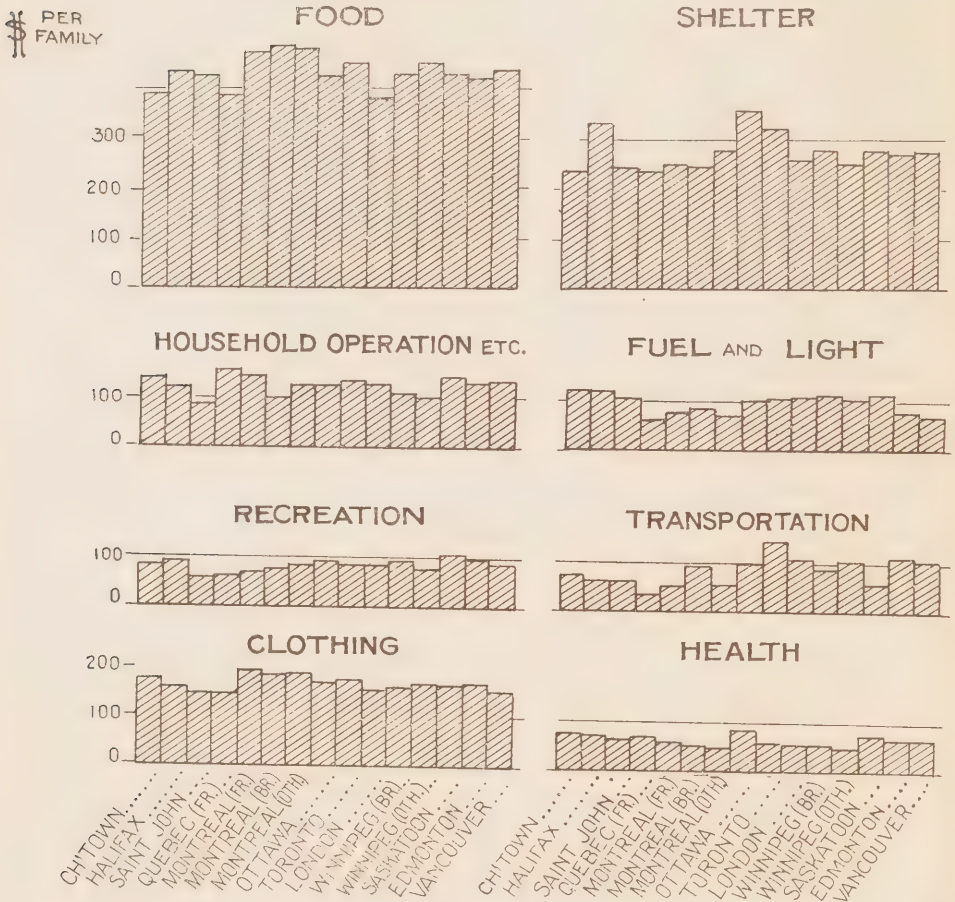 $ PER
FAMILY
FOOD
300
200
100
0
SHELTER
HOUSEHOLD OPERATION ETC.
100
0
FUEL AND LIGHT
RECREATION
100
0
TRANSPORTATION
CLOTHING
200
100
0
HEALTH
CH'TOWN.....
HALIFAX.....
SAINT JOHN...
QUEBEC (FR)...
MONTREAL (FR)
MONTREAL (BR)
MONTREAL (OTH.
OTTAWA.....
TORONTO.....
LONDON.....
WINNIPEG (BR)
WINNIPEG (OTH)
SASKATOON...
EDMONTON...
VANCOUVER...
CH'TOWN.....
HALIFAX.....
SAINT JOHN...
QUEBEC (FR)...
MONTREAL (FR)
MONTREAL (BR)
MONTREAL (OTH)
OTTAWA.....
TORONTO.....
LONDON.....
WINNIPEG (BR)
WINNIPEG (OTH)
SASKATOON...
EDMONTON...
VANCOUVER...